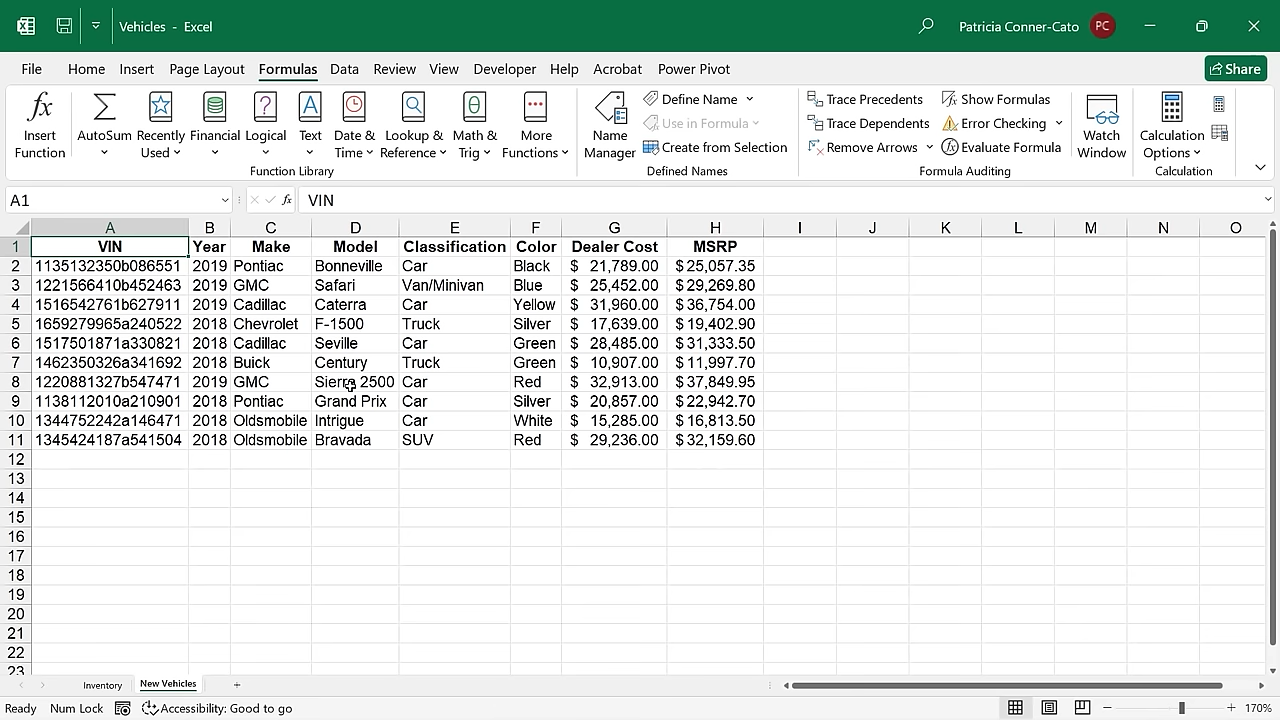 Vehicles - Excel
Patricia Conner-Cato PC
File Home Insert Page Layout Formulas Data Review View Developer Help Acrobat Power Pivot
Share
Insert Function
AutoSum
Recently Used
Financial
Logical
Text
Date & Time
Lookup & Reference
Math & Trig
More Functions
Function Library
Name Manager
Define Name
Use in Formula
Create from Selection
Defined Names
Trace Precedents
Trace Dependents
Remove Arrows
Show Formulas
Error Checking
Evaluate Formula
Formula Auditing
Watch Window
Calculation Options
Calculation
A1 fx VIN
A B C D E F G H I J K L M N O
1 VIN Year Make Model Classification Color Dealer Cost MSRP
2 1135132350b086551 2019 Pontiac Bonneville Car Black $ 21,789.00 $ 25,057.35
3 1221566410b452463 2019 GMC Safari Van/Minivan Blue $ 25,452.00 $ 29,269.80
4 1516542761b627911 2019 Cadillac Caterra Car Yellow $ 31,960.00 $ 36,754.00
5 1659279965a240522 2018 Chevrolet F-1500 Truck Silver $ 17,639.00 $ 19,402.90
6 1517501871a330821 2018 Cadillac Seville Car Green $ 28,485.00 $ 31,333.50
7 1462350326a341692 2018 Buick Century Truck Green $ 10,907.00 $ 11,997.70
8 1220881327b547471 2019 GMC Sierra 2500 Car Red $ 32,913.00 $ 37,849.95
9 1138112010a210901 2018 Pontiac Grand Prix Car Silver $ 20,857.00 $ 22,942.70
10 1344752242a146471 2018 Oldsmobile Intrigue Car White $ 15,285.00 $ 16,813.50
11 1345424187a541504 2018 Oldsmobile Bravada SUV Red $ 29,236.00 $ 32,159.60
12
13
14
15
16
17
18
19
20
21
22
23
Inventory New Vehicles
Ready Num Lock Accessibility: Good to go 170%